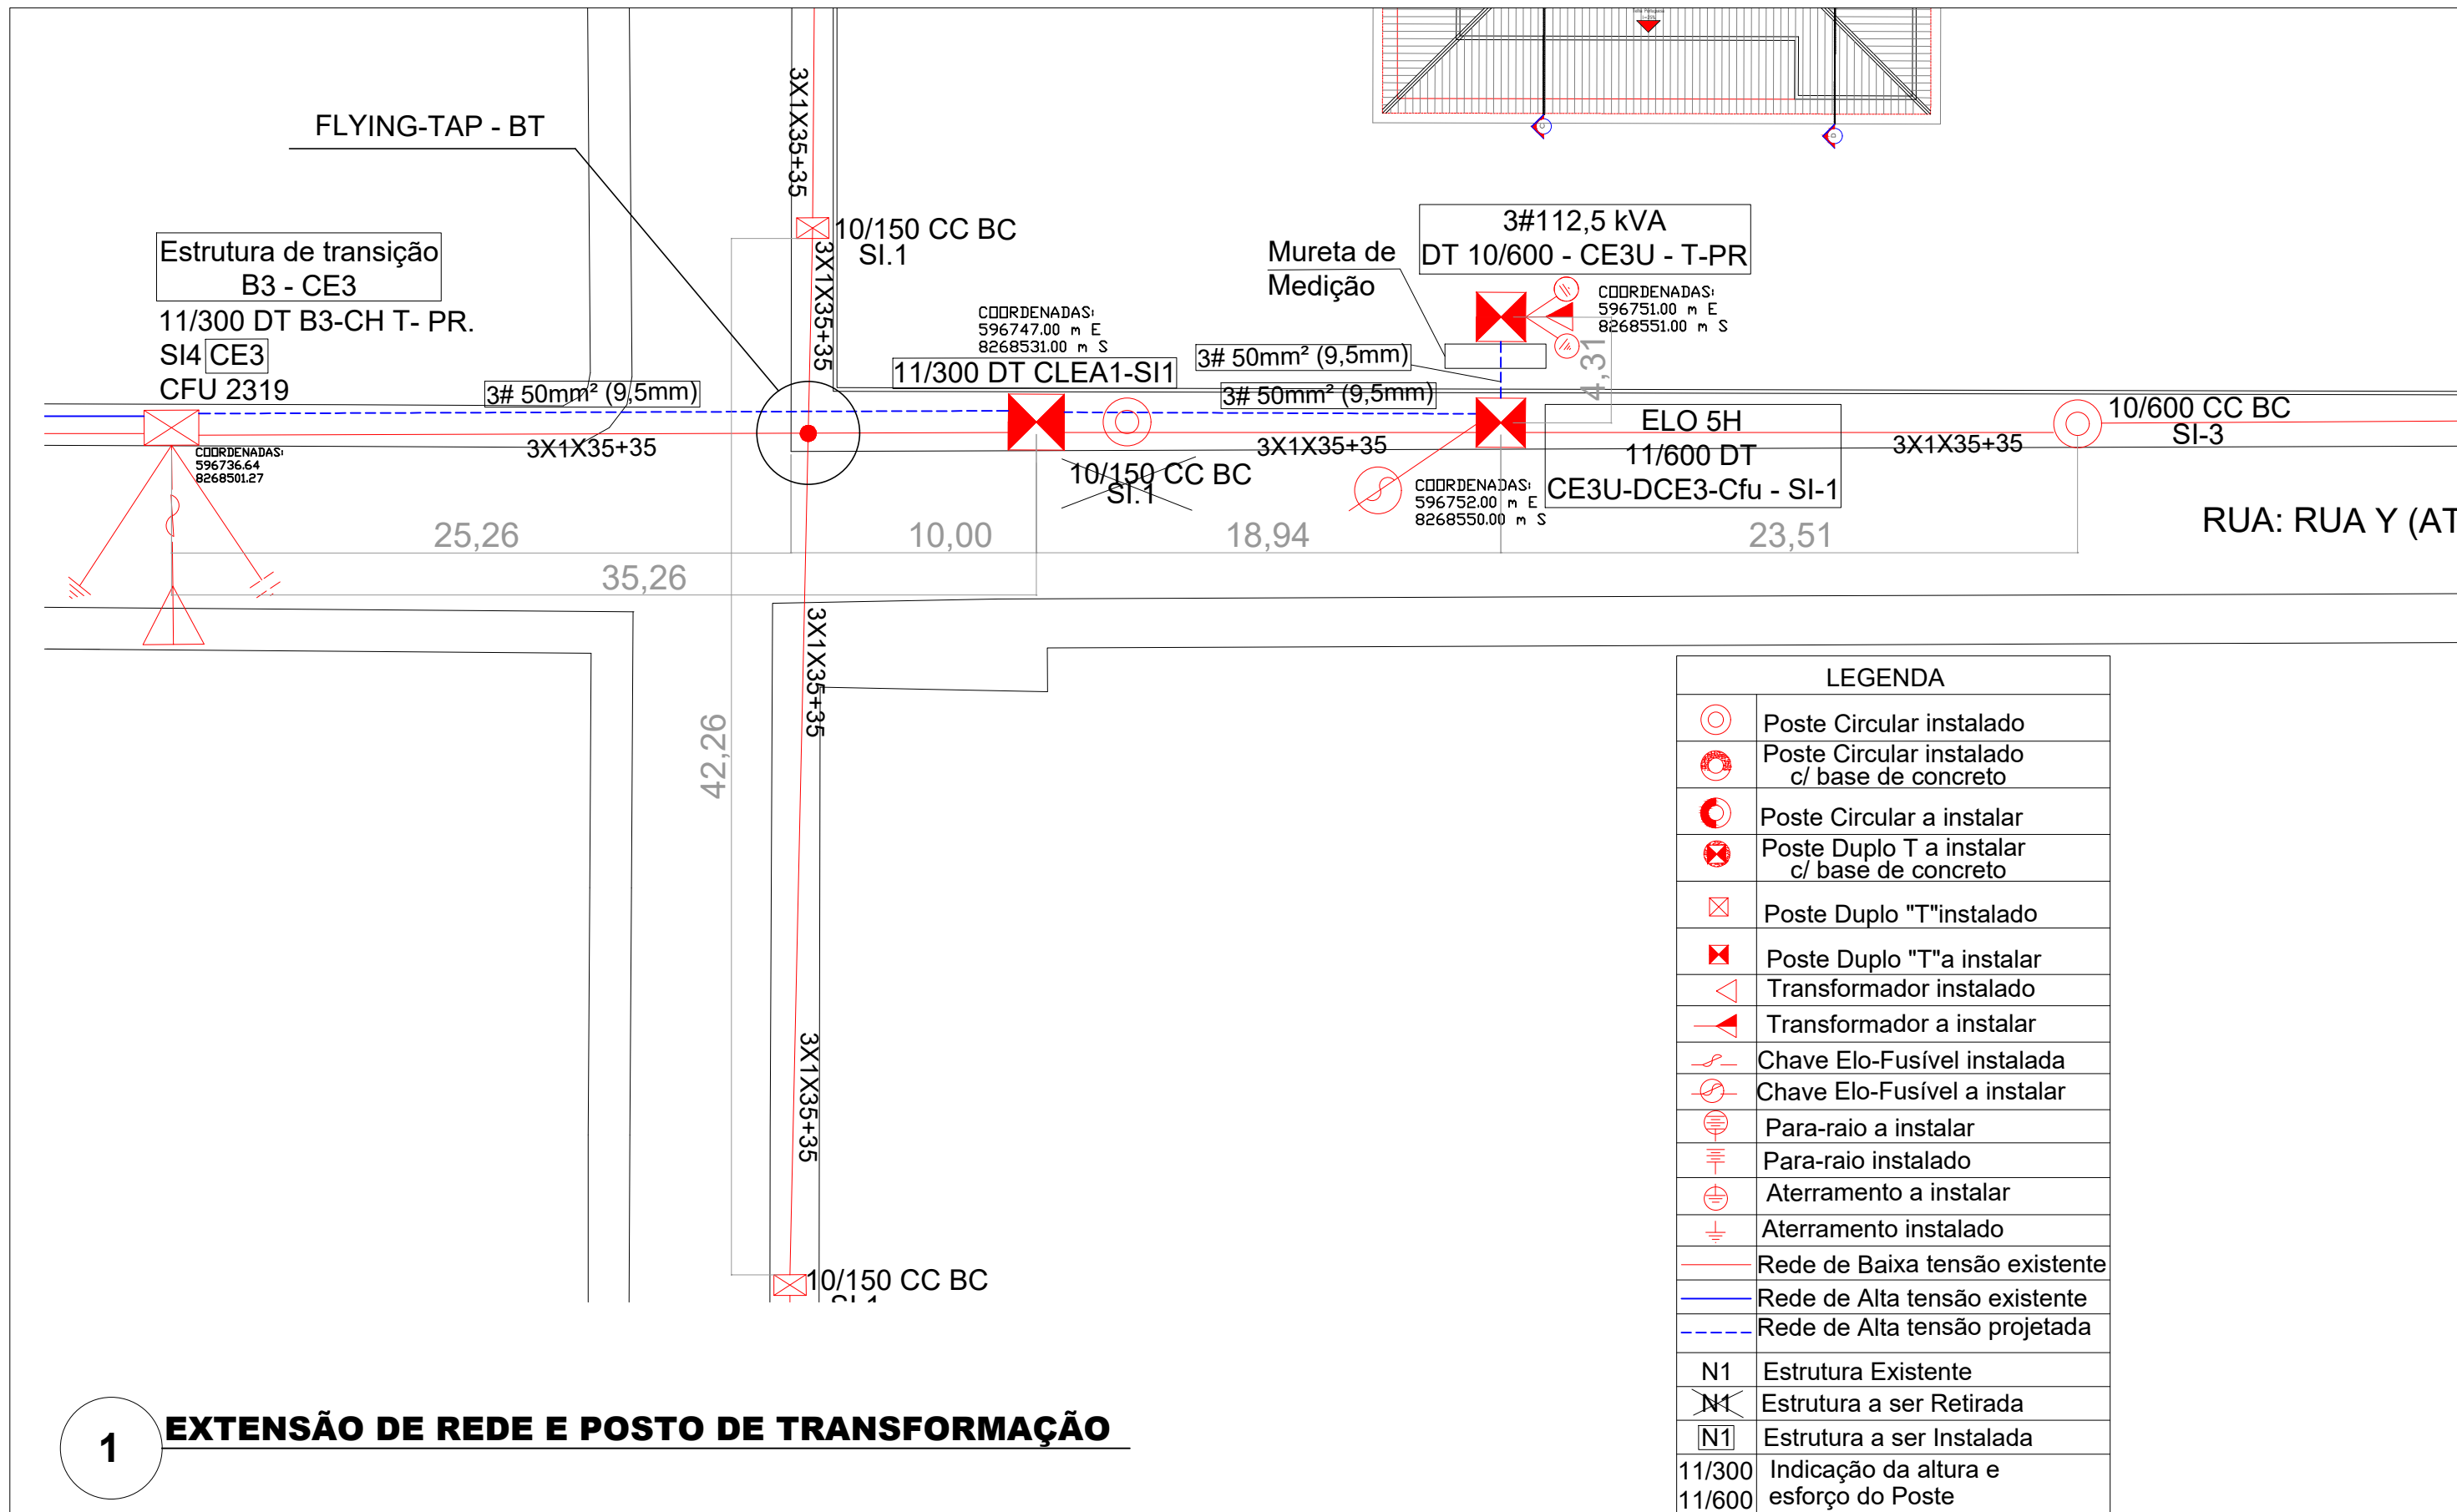 FLYING-TAP - BT
3X1X35+35
10/150 CC BC
SI.1
3X1X35+35
Estrutura de transição
B3 - CE3
11/300 DT B3-CH T- PR.
SI4 CE3
CFU 2319
COORDENADAS:
596736.64
8268501.27
3# 50mm² (9,5mm)
3X1X35+35
COORDENADAS:
596747.00 m E
8268531.00 m S
11/300 DT CLEA1-SI1
10/150 CC BC
SI.1
Mureta de
Medição
3#112,5 kVA
DT 10/600 - CE3U - T-PR
COORDENADAS:
596751.00 m E
8268551.00 m S
3# 50mm² (9,5mm)
3# 50mm² (9,5mm)
4,31
3X1X35+35
ELO 5H
11/600 DT
CE3U-DCE3-Cfu - SI-1
COORDENADAS:
596752.00 m E
8268550.00 m S
3X1X35+35
10/600 CC BC
SI-3
RUA: RUA Y (AT
25,26
10,00
18,94
23,51
35,26
42,26
3X1X35+35
3X1X35+35
10/150 CC BC
SI.1
LEGENDA
Poste Circular instalado
Poste Circular instalado
c/ base de concreto
Poste Circular a instalar
Poste Duplo T a instalar
c/ base de concreto
Poste Duplo "T"instalado
Poste Duplo "T"a instalar
Transformador instalado
Transformador a instalar
Chave Elo-Fusível instalada
Chave Elo-Fusível a instalar
Para-raio a instalar
Para-raio instalado
Aterramento a instalar
Aterramento instalado
Rede de Baixa tensão existente
Rede de Alta tensão existente
Rede de Alta tensão projetada
N1 Estrutura Existente
N1 Estrutura a ser Retirada
N1 Estrutura a ser Instalada
11/300 Indicação da altura e
11/600 esforço do Poste
1 EXTENSÃO DE REDE E POSTO DE TRANSFORMAÇÃO